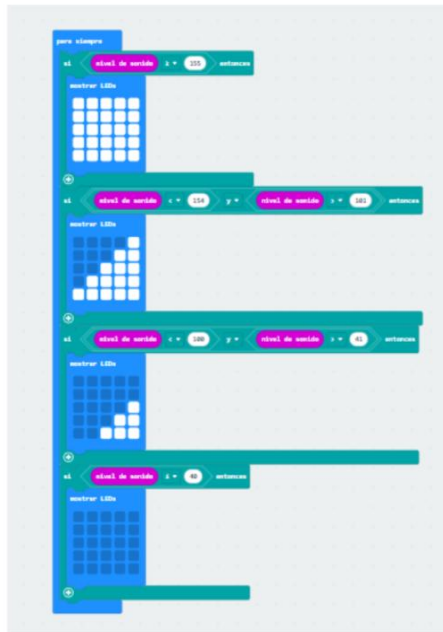 para siempre
si nivel de sonido ≥ 155 entonces
mostrar LEDs
si nivel de sonido < 154 y nivel de sonido > 101 entonces
mostrar LEDs
si nivel de sonido < 100 y nivel de sonido > 41 entonces
mostrar LEDs
si nivel de sonido ≤ 40 entonces
mostrar LEDs